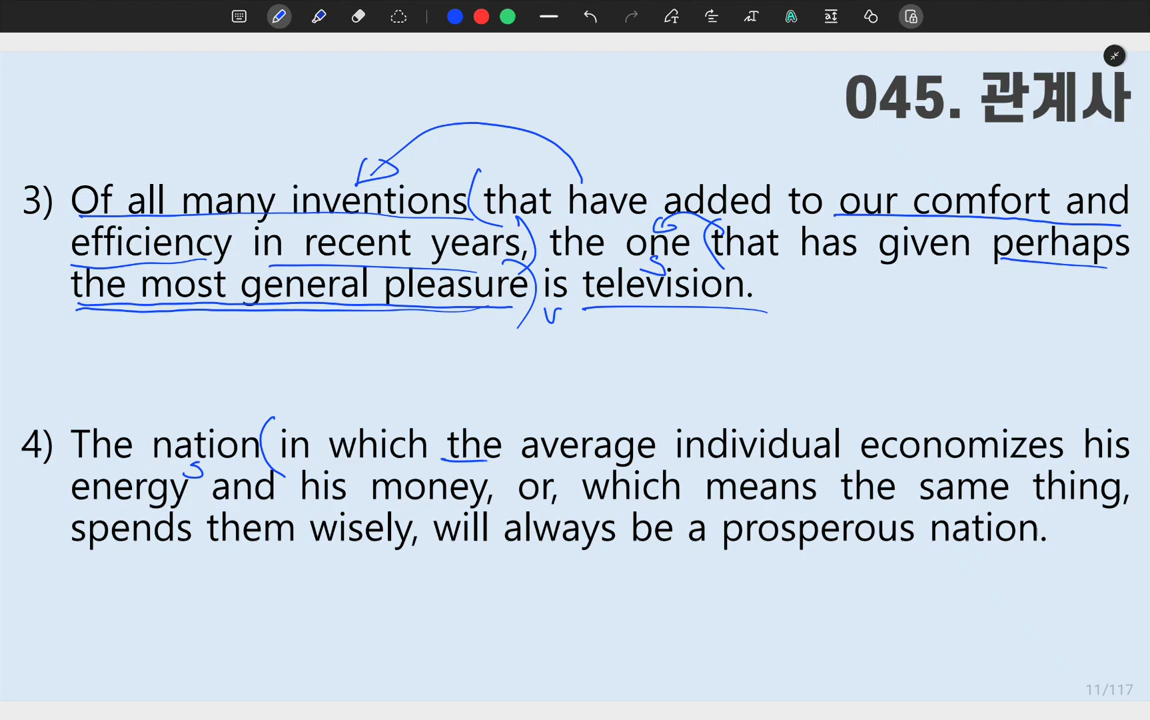 045. 관계사
3) Of all many inventions that have added to our comfort and
efficiency in recent years, the one that has given perhaps
S
the most general pleasure is television.
V
4) The nation in which the average individual economizes his
S
energy and his money, or, which means the same thing,
spends them wisely, will always be a prosperous nation.
11/117